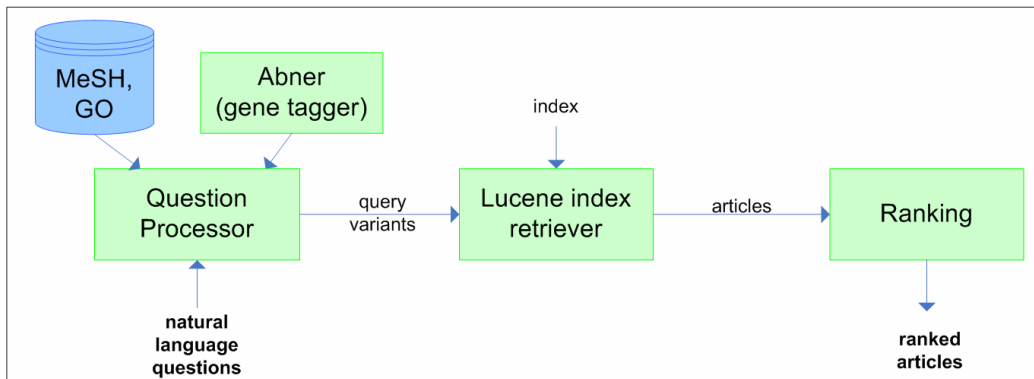 MeSH,
GO
Abner
(gene tagger)
index
Question
Processor
query
variants
Lucene index
retriever
articles
Ranking
natural
language
questions
ranked
articles